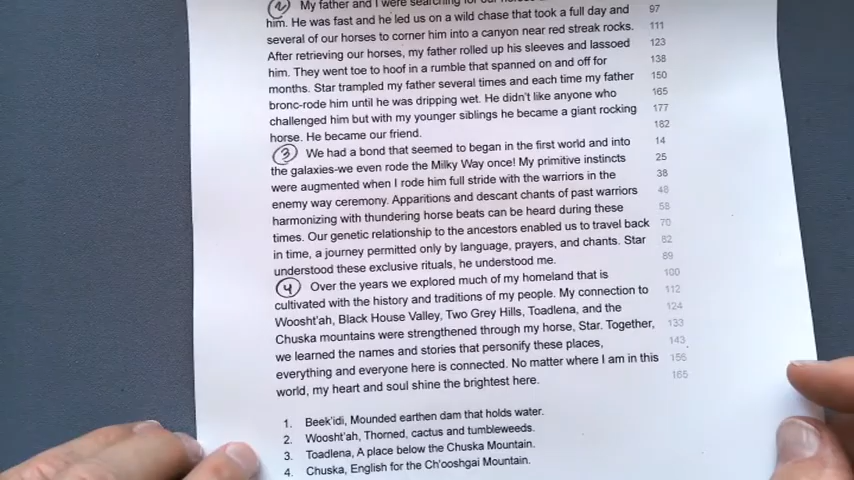 ② My father and I were searching for our
him. He was fast and he led us on a wild chase that took a full day and 97
several of our horses to corner him into a canyon near red streak rocks. 111
After retrieving our horses, my father rolled up his sleeves and lassoed 123
him. They went toe to hoof in a rumble that spanned on and off for 138
months. Star trampled my father several times and each time my father 150
bronc-rode him until he was dripping wet. He didn't like anyone who 165
challenged him but with my younger siblings he became a giant rocking 177
horse. He became our friend. 182
③ We had a bond that seemed to began in the first world and into 14
the galaxies-we even rode the Milky Way once! My primitive instincts 25
were augmented when I rode him full stride with the warriors in the 38
enemy way ceremony. Apparitions and descant chants of past warriors 48
harmonizing with thundering horse beats can be heard during these 58
times. Our genetic relationship to the ancestors enabled us to travel back 70
in time, a journey permitted only by language, prayers, and chants. Star 82
understood these exclusive rituals, he understood me. 89
④ Over the years we explored much of my homeland that is 100
cultivated with the history and traditions of my people. My connection to 112
Woosht'ah, Black House Valley, Two Grey Hills, Toadlena, and the 124
Chuska mountains were strengthened through my horse, Star. Together, 133
we learned the names and stories that personify these places, 143
everything and everyone here is connected. No matter where I am in this 156
world, my heart and soul shine the brightest here. 165
1. Beek'idi, Mounded earthen dam that holds water.
2. Woosht'ah, Thorned, cactus and tumbleweeds.
3. Toadlena, A place below the Chuska Mountain.
4. Chuska, English for the Ch'ooshgai Mountain.